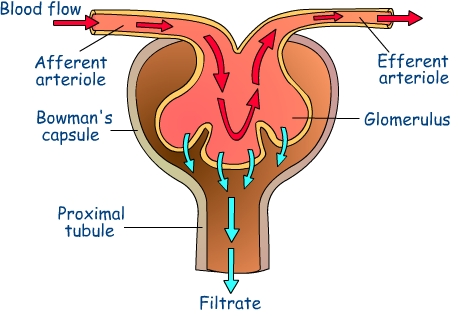 Blood flow
Afferent
arteriole
Efferent
arteriole
Bowman's
capsule
Glomerulus
Proximal
tubule
Filtrate